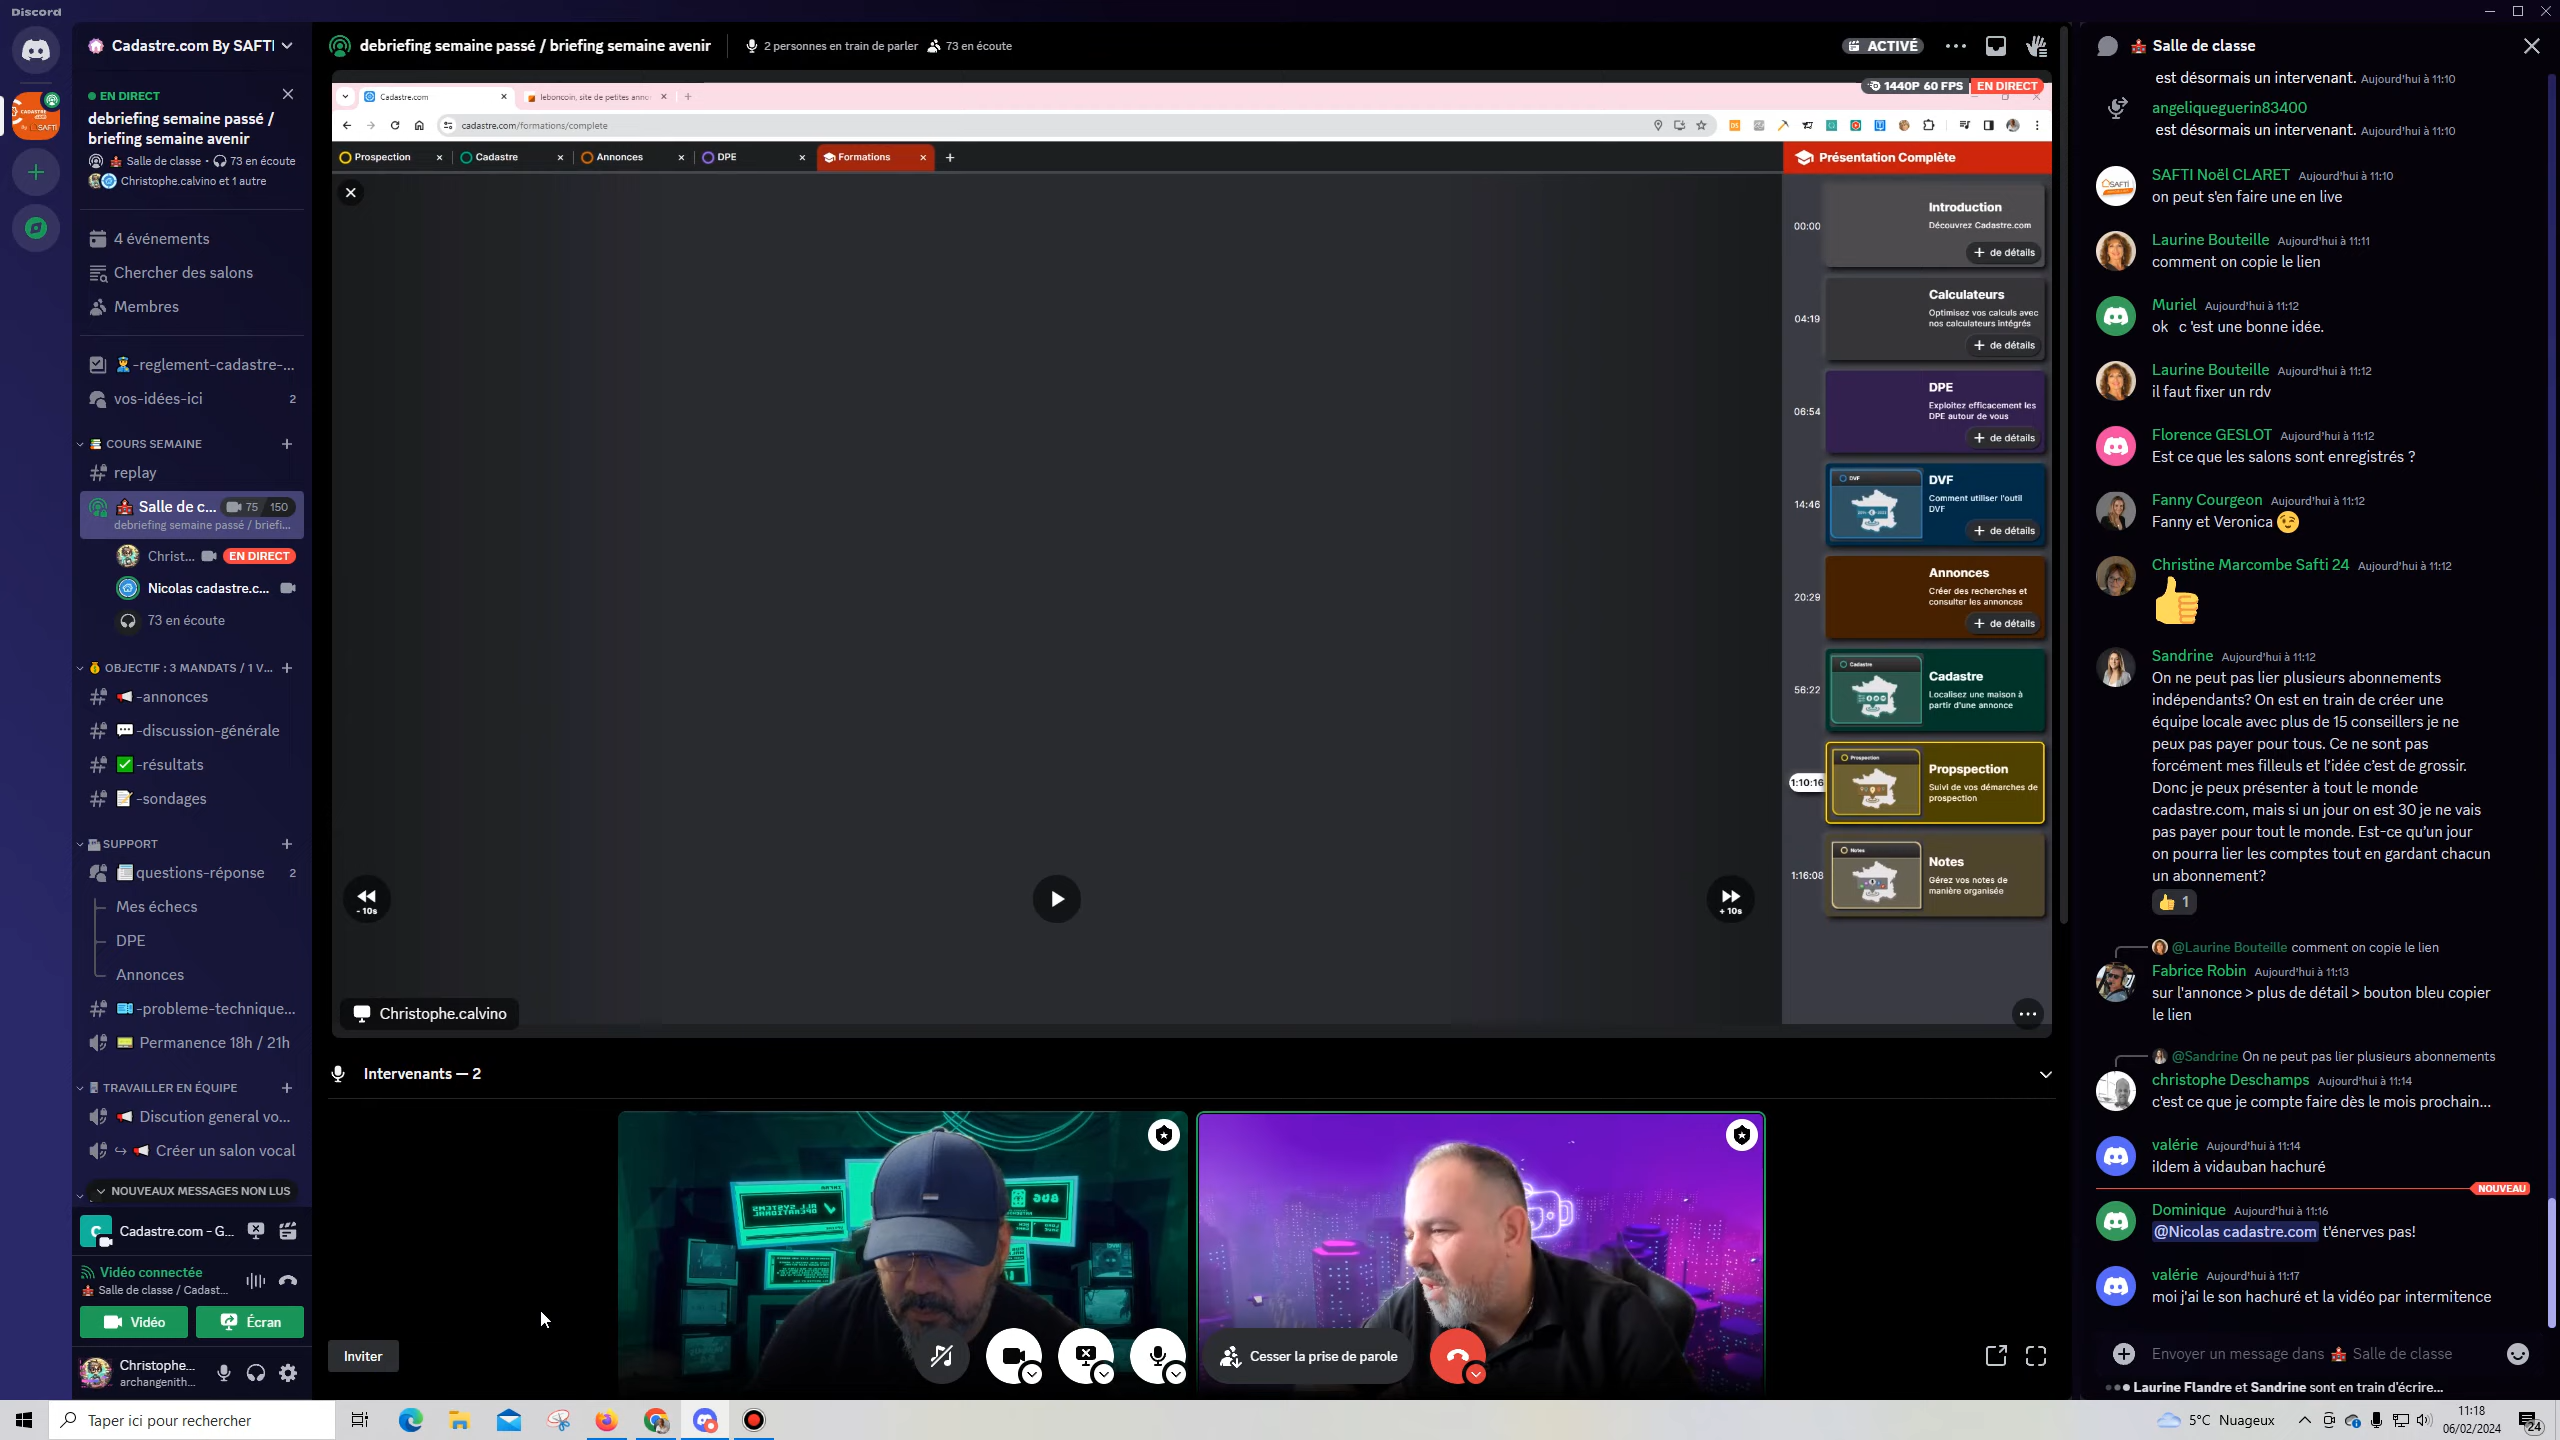 Discord
Cadastre.com By SAFTI
EN DIRECT
debriefing semaine passé /
briefing semaine avenir
Salle de classe • 73 en écoute
Christophe.calvino et 1 autre
4 événements
Chercher des salons
Membres
-reglement-cadastre-...
vos-idées-ici 2
COURS SEMAINE
replay
Salle de c... 75 150
debriefing semaine passé / briefi...
Christ... EN DIRECT
Nicolas cadastre.c...
73 en écoute
OBJECTIF : 3 MANDATS / 1 V...
-annonces
-discussion-générale
-résultats
-sondages
SUPPORT
questions-réponse 2
Mes échecs
DPE
Annonces
-probleme-technique...
Permanence 18h / 21h
TRAVAILLER EN ÉQUIPE
Discution general vo...
Créer un salon vocal
NOUVEAUX MESSAGES NON LUS
Cadastre.com - G...
Vidéo connectée
Salle de classe / Cadast...
Vidéo
Écran
Christophe...
archangenith...
debriefing semaine passé / briefing semaine avenir
2 personnes en train de parler 73 en écoute
ACTIVÉ
1440P 60 FPS EN DIRECT
Cadastre.com
leboncoin, site de petites anno
cadastre.com/formations/complete
Prospection
Cadastre
Annonces
DPE
Formations
Présentation Complète
00:00
Introduction
Découvrez Cadastre.com
+ de détails
04:19
Calculateurs
Optimisez vos calculs avec
nos calculateurs intégrés
+ de détails
06:54
DPE
Exploitez efficacement les
DPE autour de vous
+ de détails
14:46
DVF
DVF
Comment utiliser l'outil
DVF
+ de détails
20:29
Annonces
Créer des recherches et
consulter les annonces
+ de détails
56:22
Cadastre
Cadastre
Localisez une maison à
partir d'une annonce
1:10:16
Prospection
Propspection
Suivi de vos démarches de
prospection
1:16:08
Notes
Notes
Gérez vos notes de
manière organisée
- 10s
+ 10s
Christophe.calvino
Intervenants — 2
Inviter
Cesser la prise de parole
Salle de classe
est désormais un intervenant. Aujourd'hui à 11:10
angeliqueguerin83400
est désormais un intervenant. Aujourd'hui à 11:10
SAFTI Noël CLARET Aujourd'hui à 11:10
on peut s'en faire une en live
Laurine Bouteille Aujourd'hui à 11:11
comment on copie le lien
Muriel Aujourd'hui à 11:12
ok c 'est une bonne idée.
Laurine Bouteille Aujourd'hui à 11:12
il faut fixer un rdv
Florence GESLOT Aujourd'hui à 11:12
Est ce que les salons sont enregistrés ?
Fanny Courgeon Aujourd'hui à 11:12
Fanny et Veronica
Christine Marcombe Safti 24 Aujourd'hui à 11:12
Sandrine Aujourd'hui à 11:12
On ne peut pas lier plusieurs abonnements
indépendants? On est en train de créer une
équipe locale avec plus de 15 conseillers je ne
peux pas payer pour tous. Ce ne sont pas
forcément mes filleuls et l'idée c'est de grossir.
Donc je peux présenter à tout le monde
cadastre.com, mais si un jour on est 30 je ne vais
pas payer pour tout le monde. Est-ce qu'un jour
on pourra lier les comptes tout en gardant chacun
un abonnement?
1
@Laurine Bouteille comment on copie le lien
Fabrice Robin Aujourd'hui à 11:13
sur l'annonce > plus de détail > bouton bleu copier
le lien
@Sandrine On ne peut pas lier plusieurs abonnements
christophe Deschamps Aujourd'hui à 11:14
c'est ce que je compte faire dès le mois prochain...
valérie Aujourd'hui à 11:14
ildem à vidauban hachuré
NOUVEAU
Dominique Aujourd'hui à 11:16
@Nicolas cadastre.com t'énerves pas!
valérie Aujourd'hui à 11:17
moi j'ai le son hachuré et la vidéo par intermitence
Envoyer un message dans Salle de classe
Laurine Flandre et Sandrine sont en train d'écrire...
Taper ici pour rechercher
5°C Nuageux
11:18
06/02/2024
24